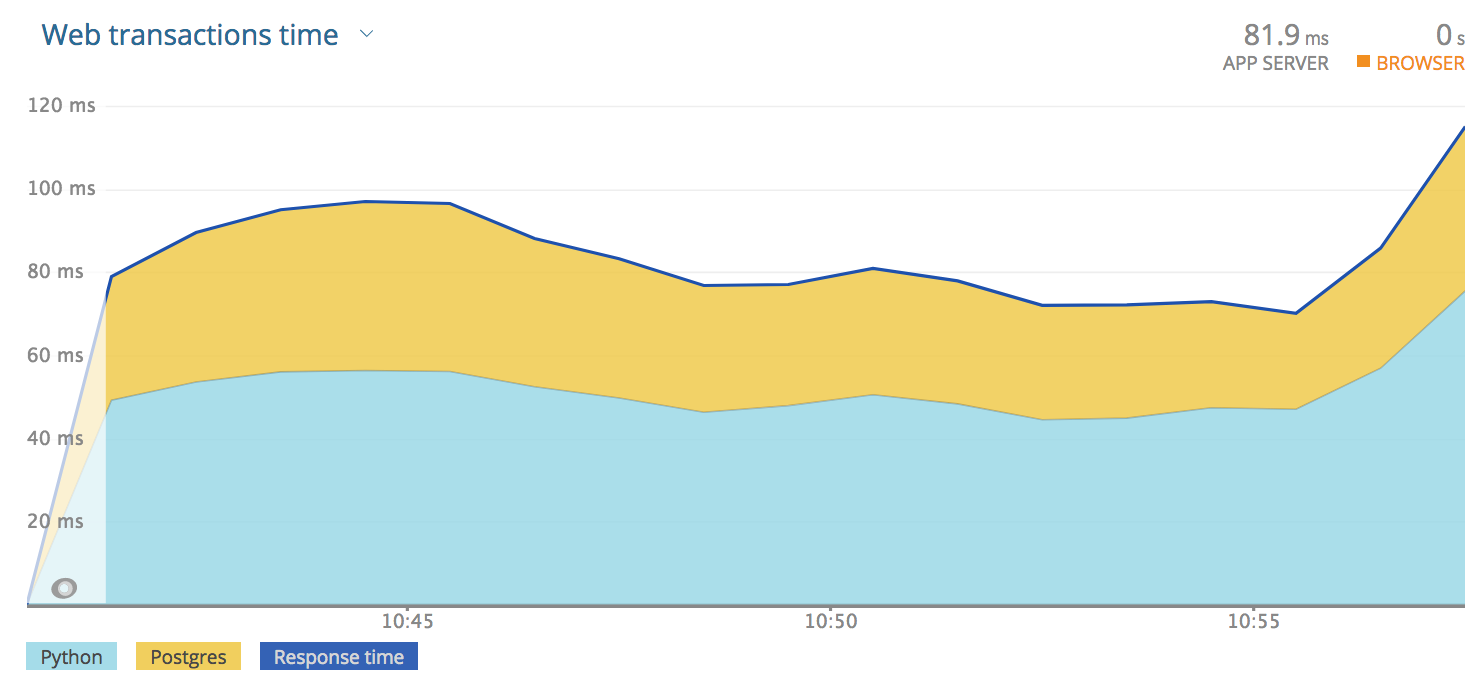 Web transactions time
81.9 ms
APP SERVER
0 s
BROWSER
120 ms
100 ms
80 ms
60 ms
40 ms
20 ms
10:45 10:50 10:55
Python Postgres Response time